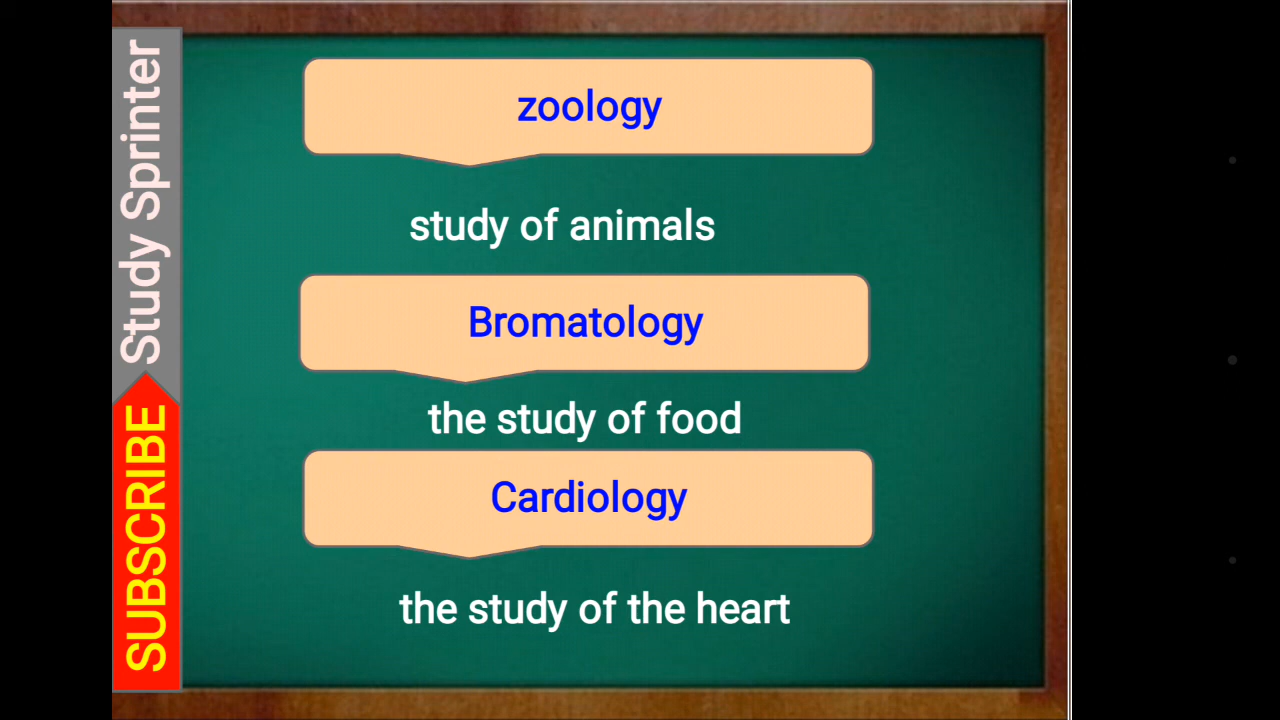 zoology
study of animals
Bromatology
the study of food
Cardiology
the study of the heart
Study Sprinter
SUBSCRIBE